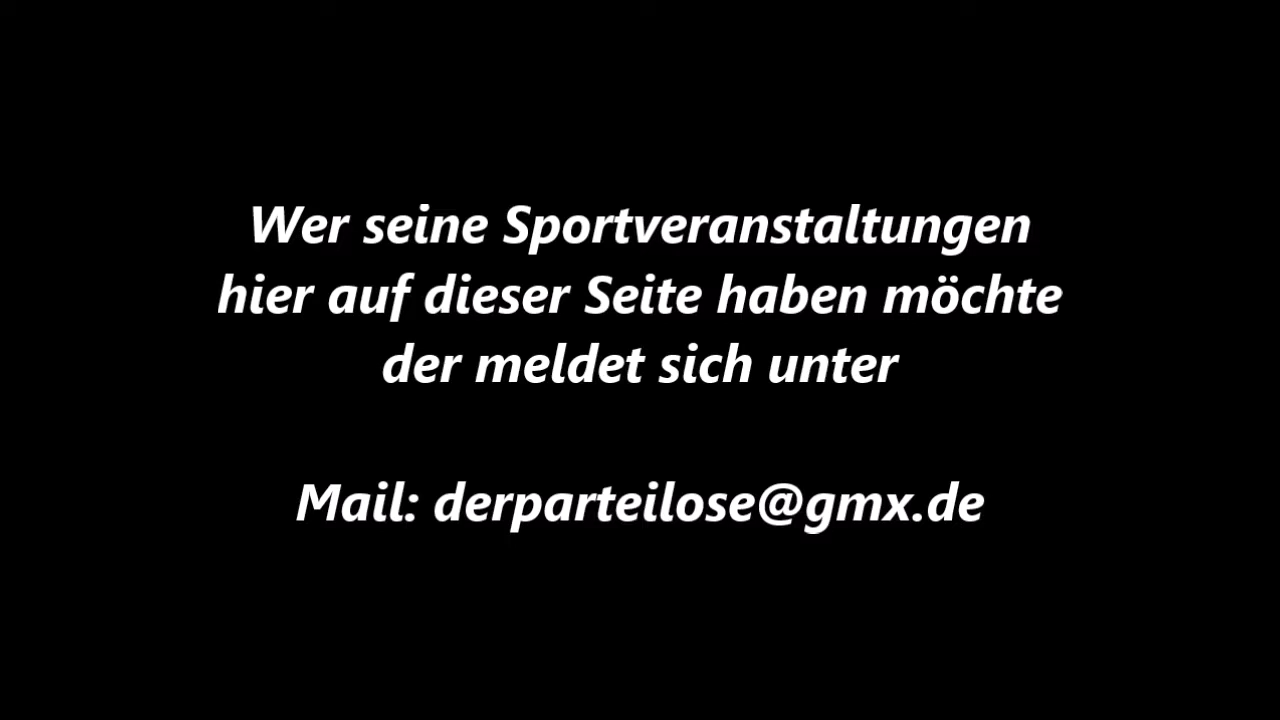 Wer seine Sportveranstaltungen
hier auf dieser Seite haben möchte
der meldet sich unter
Mail: derparteilose@gmx.de